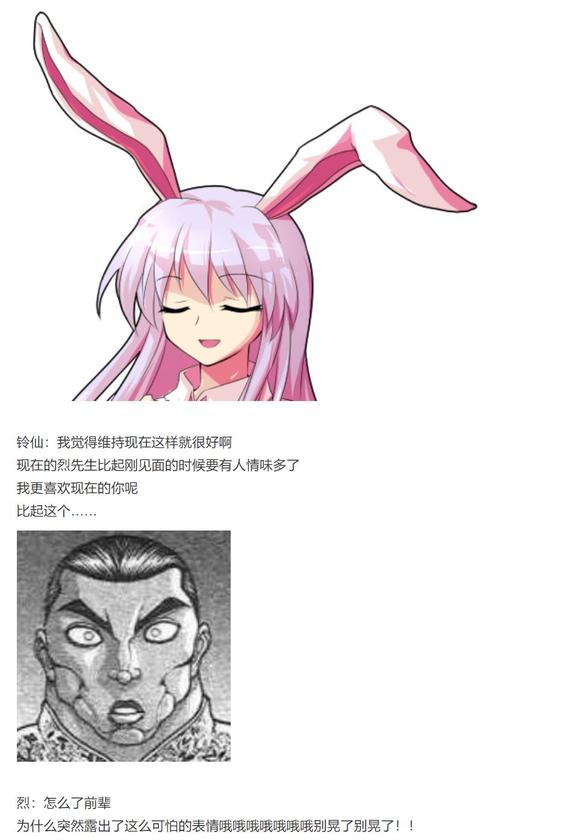 铃仙：我觉得维持现在这样就很好啊
现在的烈先生比起刚见面的时候要有人情味多了
我更喜欢现在的你呢
比起这个……
烈：怎么了前辈
为什么突然露出了这么可怕的表情哦哦哦哦哦哦哦别晃了别晃了！！